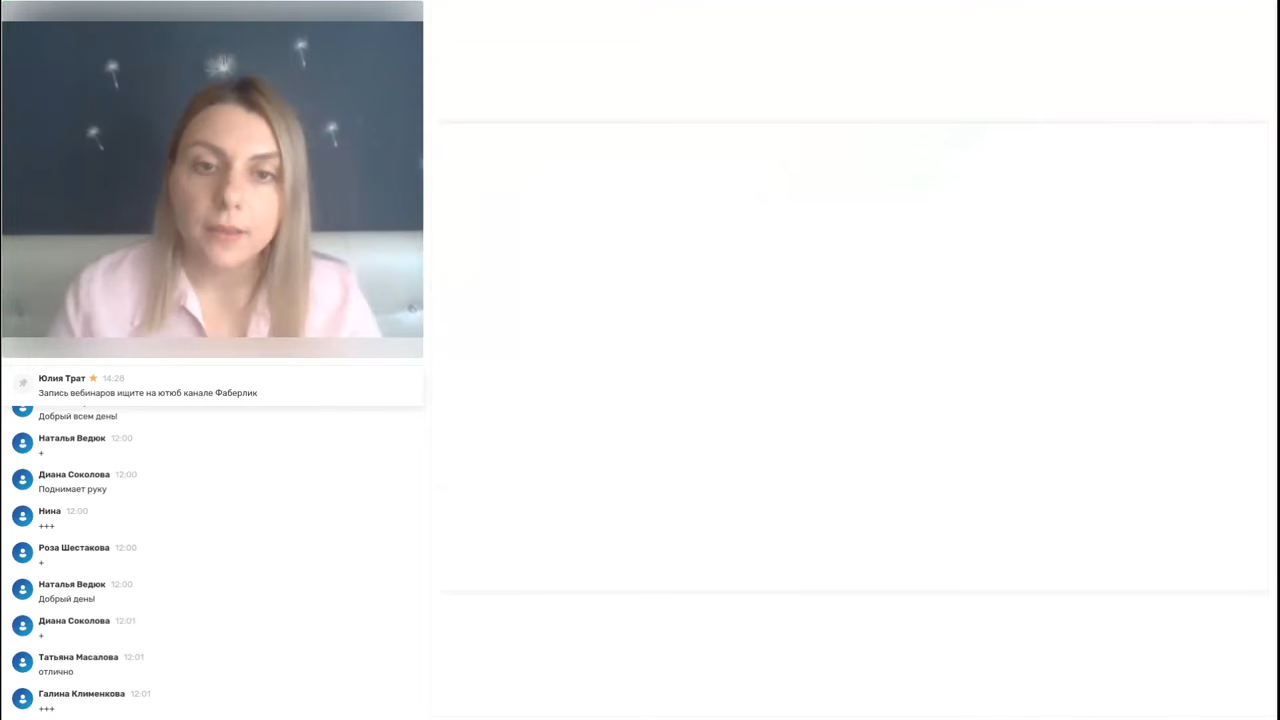 Юлия Трат 14:28
Запись вебинаров ищите на ютюб канале Фаберлик
Добрый всем день!
Наталья Ведюк 12:00
+
Диана Соколова 12:00
Поднимает руку
Нина 12:00
+++
Роза Шестакова 12:00
+
Наталья Ведюк 12:00
Добрый день!
Диана Соколова 12:01
+
Татьяна Масалова 12:01
отлично
Галина Клименкова 12:01
+++